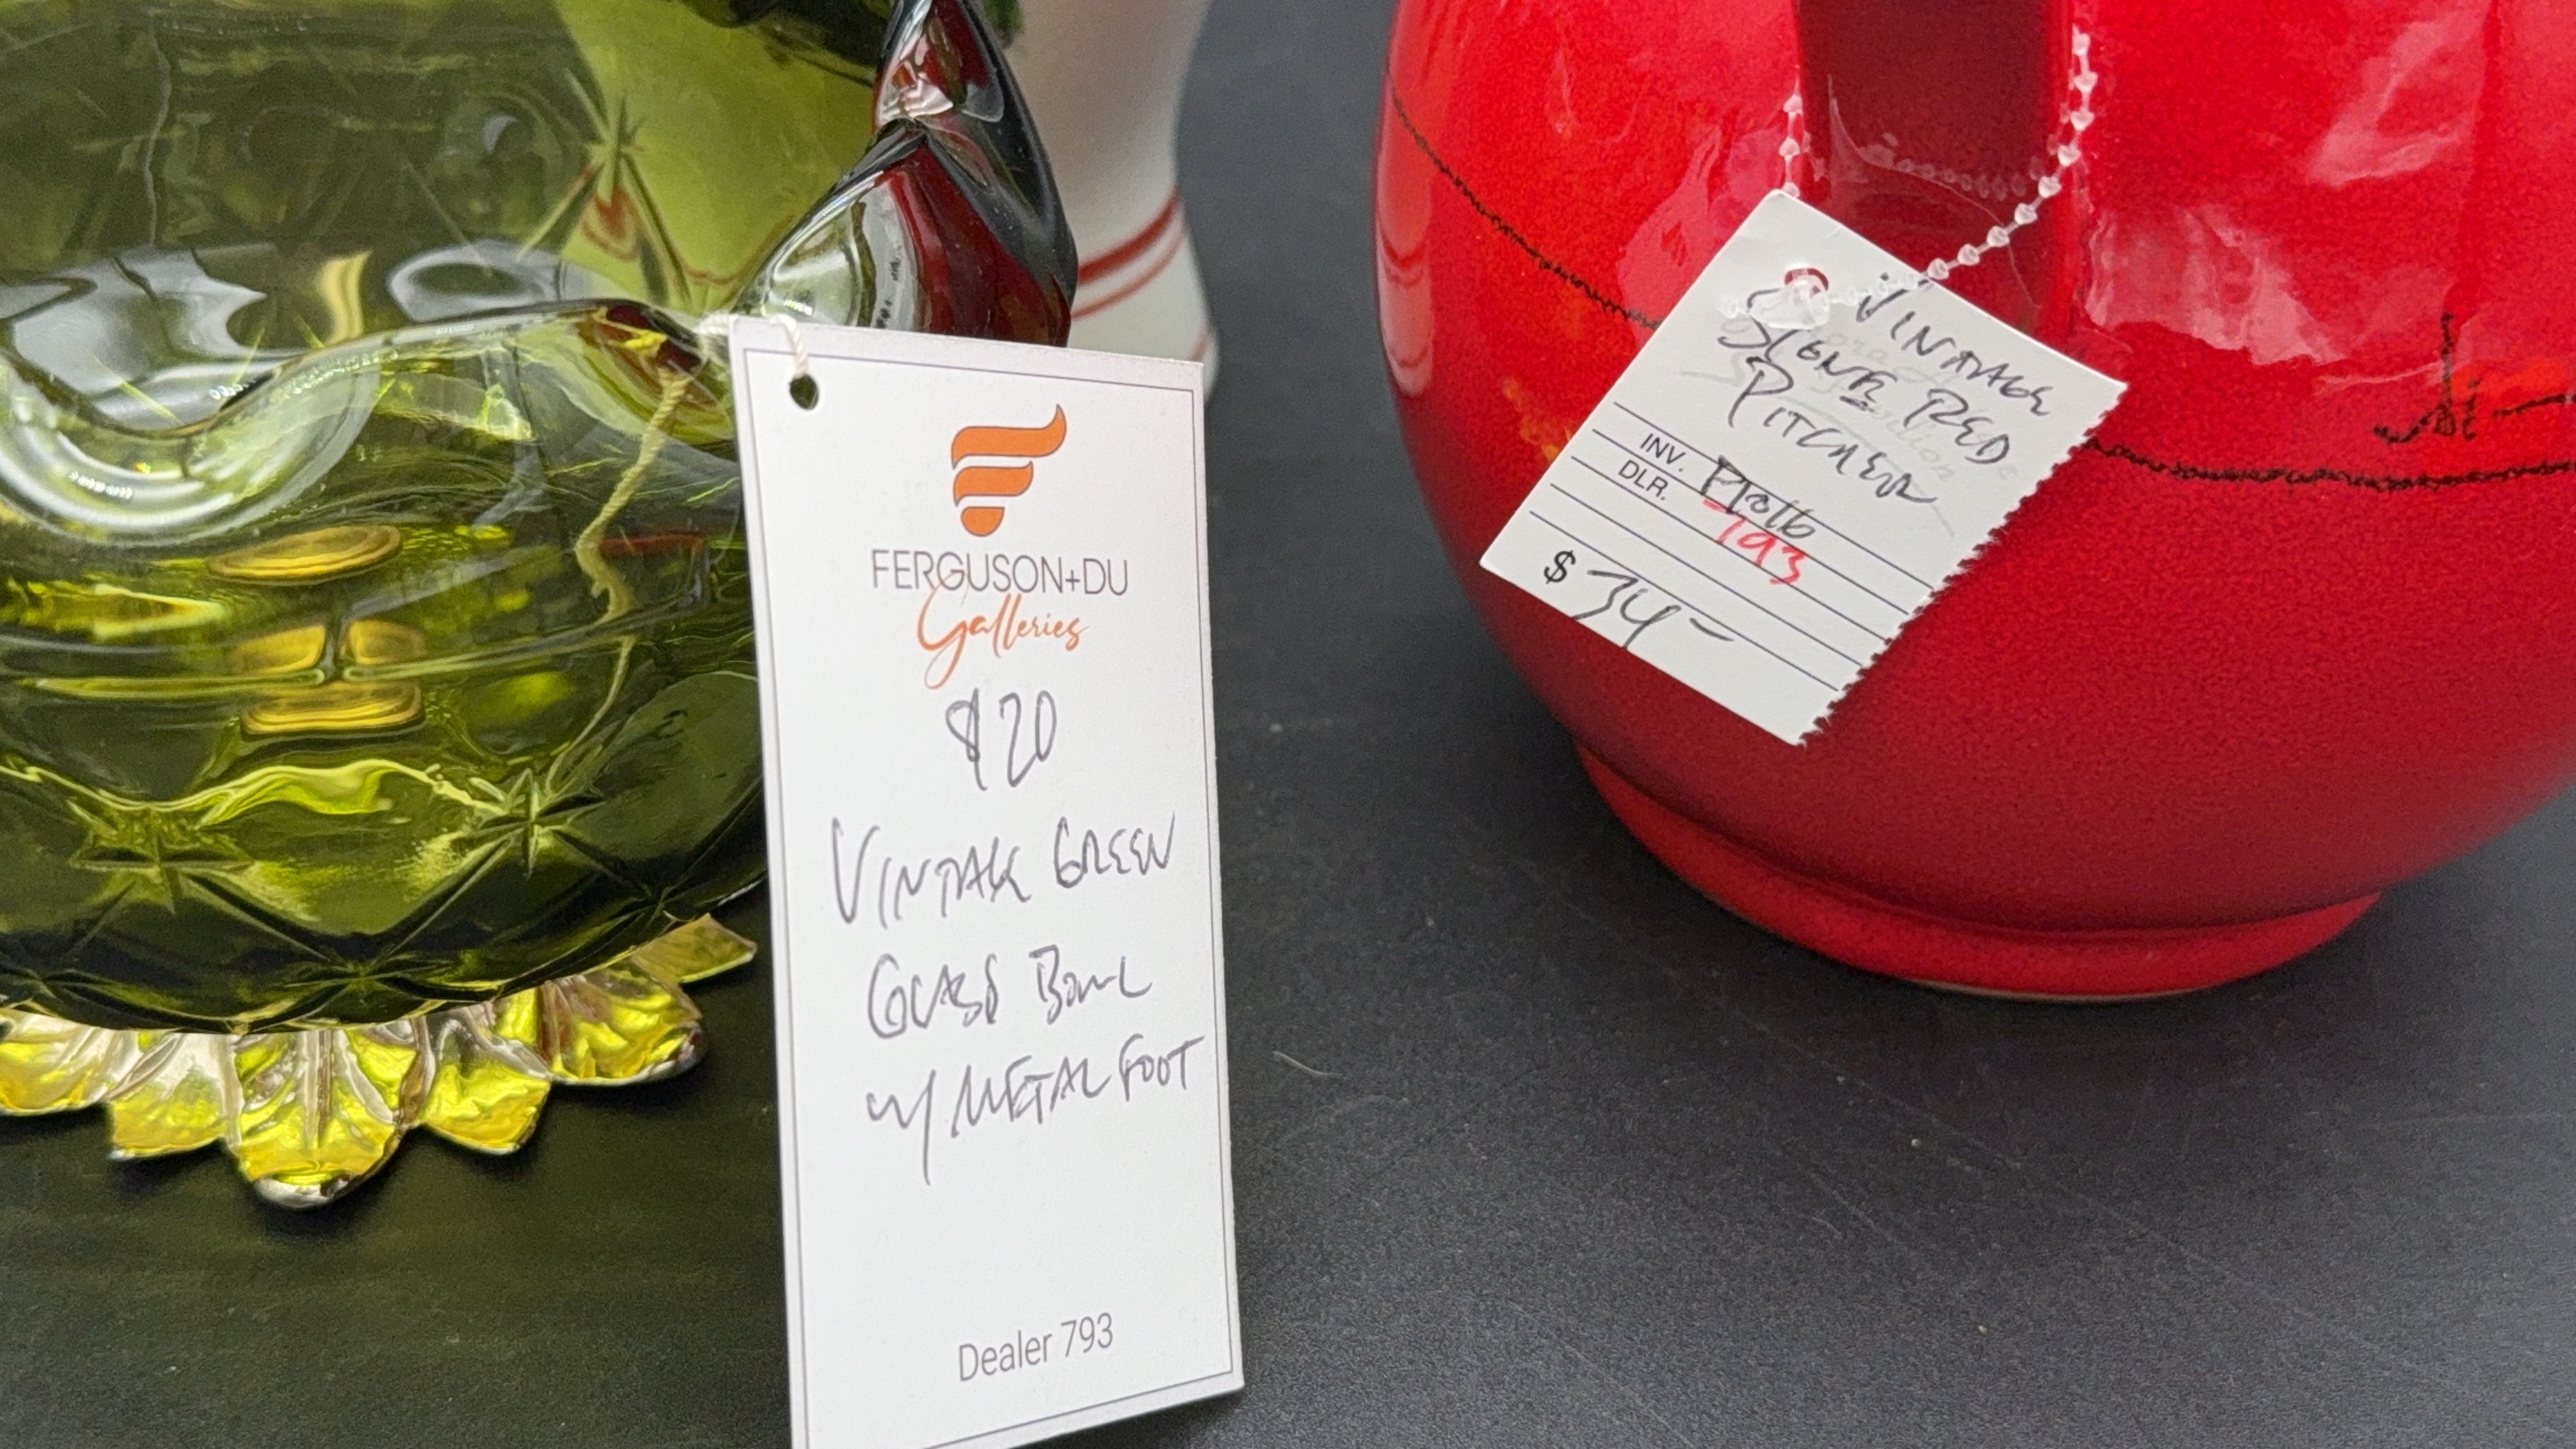 FERGUSON+DU
Galleries
$20
VINTAGE GREEN
GLASS BOWL
W/ METAL FOOT
Dealer 793
VINTAGE
RED
PITCHER
INV.
DLR. 793
$ 34-